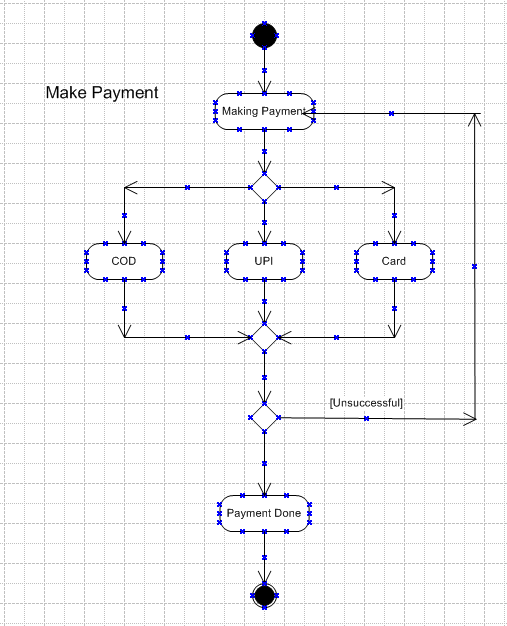 Make Payment
Making Payment
COD
UPI
Card
[Unsuccessful]
Payment Done